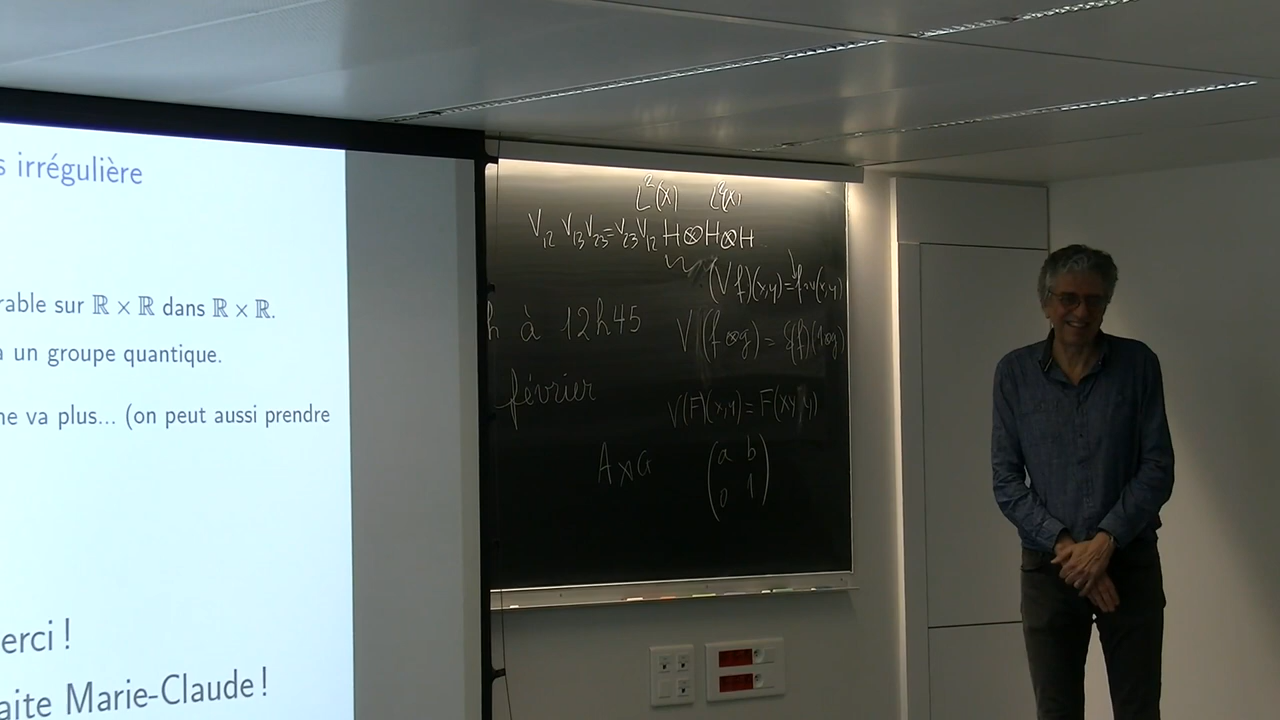 s irrégulière
rable sur ℝ × ℝ dans ℝ × ℝ.
un groupe quantique.
ne va plus... (on peut aussi prendre
erci !
aite Marie-Claude !
L²(X) L²(X)
V₁₂ V₁₃ V₂₃ = V₂₃ V₁₂ H⊗H⊗H
(Vf)(x,y)=f∘v(x,y)
h à 12h45
V(f⊗g) = δ(f)(1⊗g)
février
V(F)(x,y) = F(xy,y)
A⋊G
(a b
0 1)